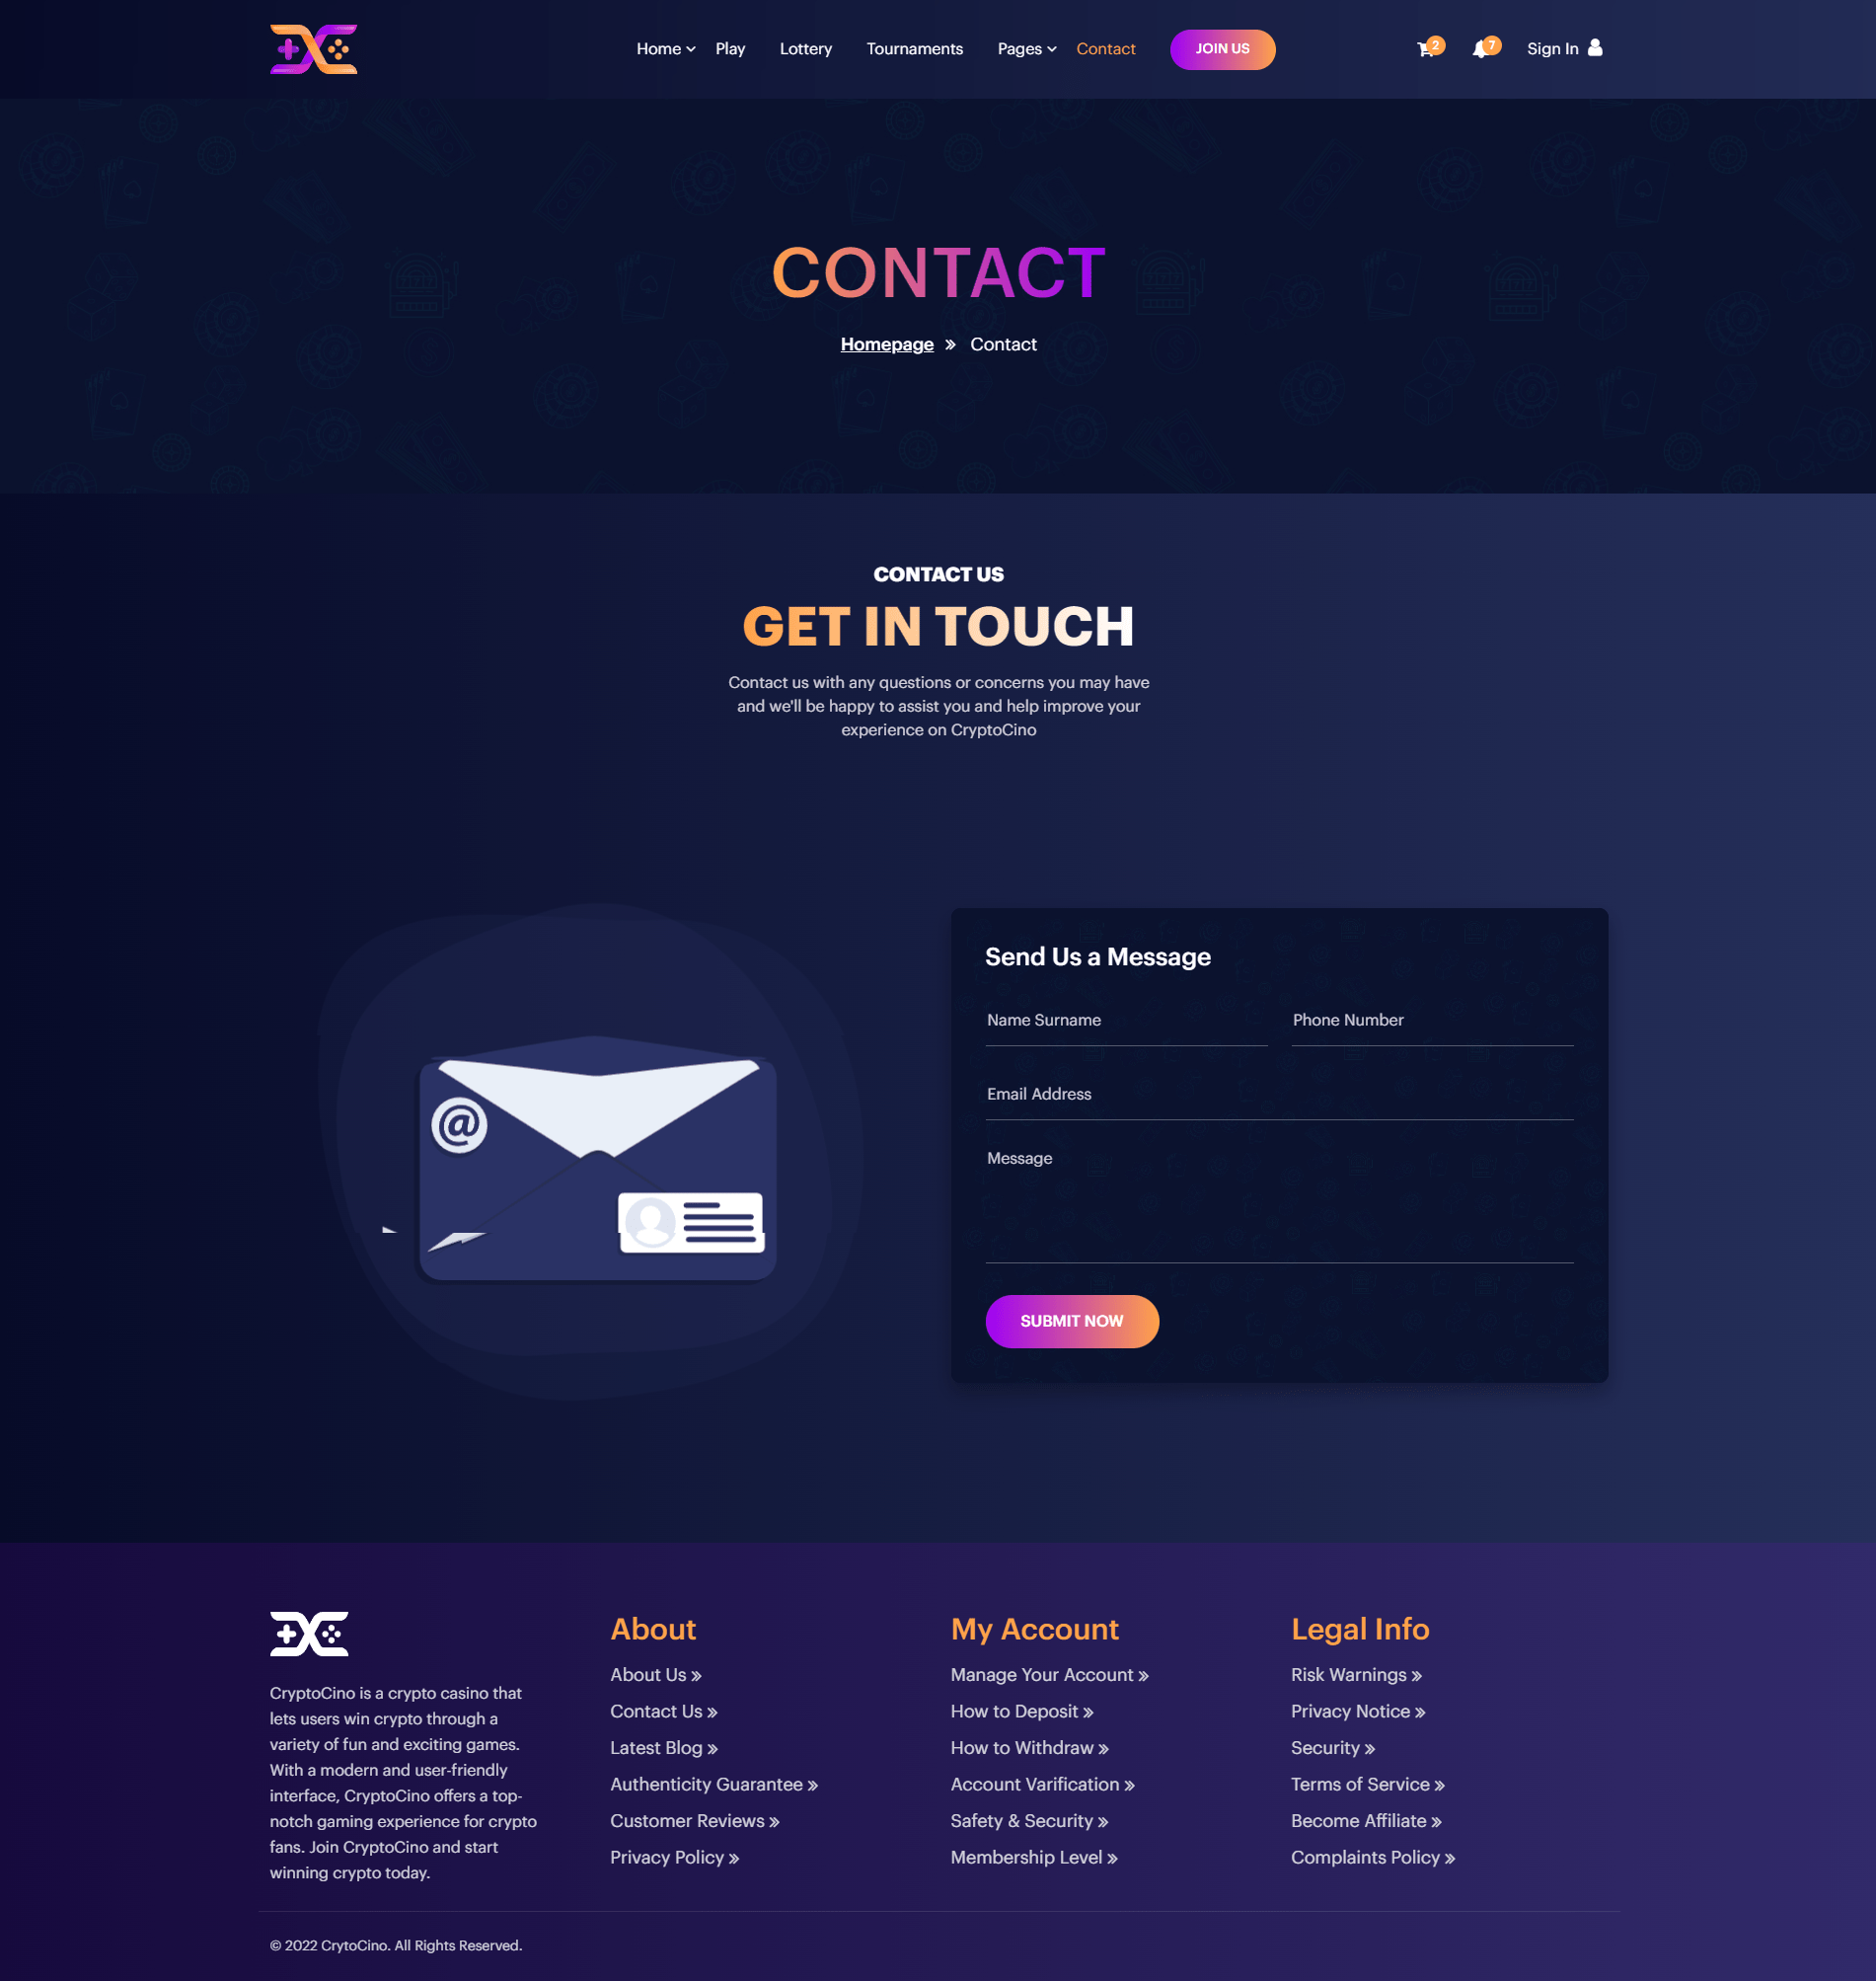 Home Play Lottery Tournaments Pages Contact JOIN US 2 7 Sign In
CONTACT
Homepage » Contact
CONTACT US
GET IN TOUCH
Contact us with any questions or concerns you may have
and we'll be happy to assist you and help improve your
experience on CryptoCino
@
Send Us a Message
Name Surname
Phone Number
Email Address
Message
SUBMIT NOW
CryptoCino is a crypto casino that
lets users win crypto through a
variety of fun and exciting games.
With a modern and user-friendly
interface, CryptoCino offers a top-
notch gaming experience for crypto
fans. Join CryptoCino and start
winning crypto today.
About
About Us »
Contact Us »
Latest Blog »
Authenticity Guarantee »
Customer Reviews »
Privacy Policy »
My Account
Manage Your Account »
How to Deposit »
How to Withdraw »
Account Varification »
Safety & Security »
Membership Level »
Legal Info
Risk Warnings »
Privacy Notice »
Security »
Terms of Service »
Become Affiliate »
Complaints Policy »
© 2022 CrytoCino. All Rights Reserved.